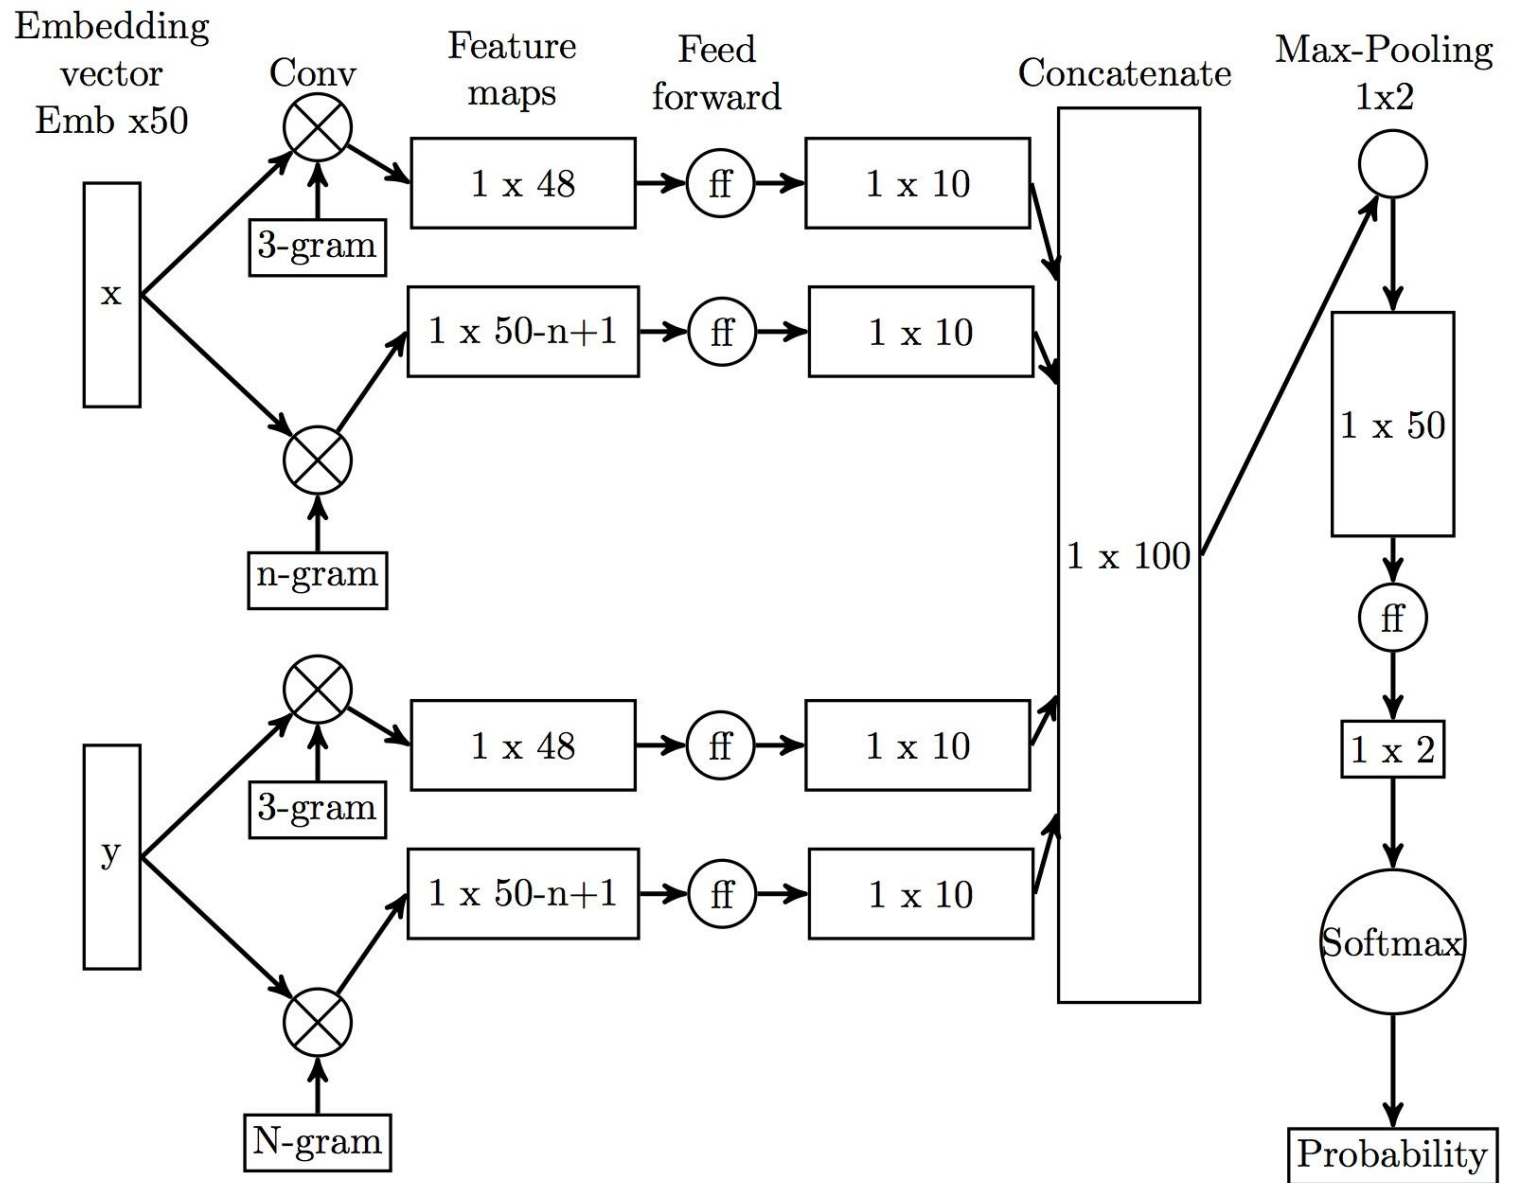 Embedding
vector
Emb x50
Conv
Feature
maps
Feed
forward
Concatenate
Max-Pooling
1x2
x
3-gram
1 x 48
ff
1 x 10
1 x 50-n+1
ff
1 x 10
n-gram
y
3-gram
1 x 48
ff
1 x 10
1 x 50-n+1
ff
1 x 10
N-gram
1 x 100
1 x 50
ff
1 x 2
Softmax
Probability